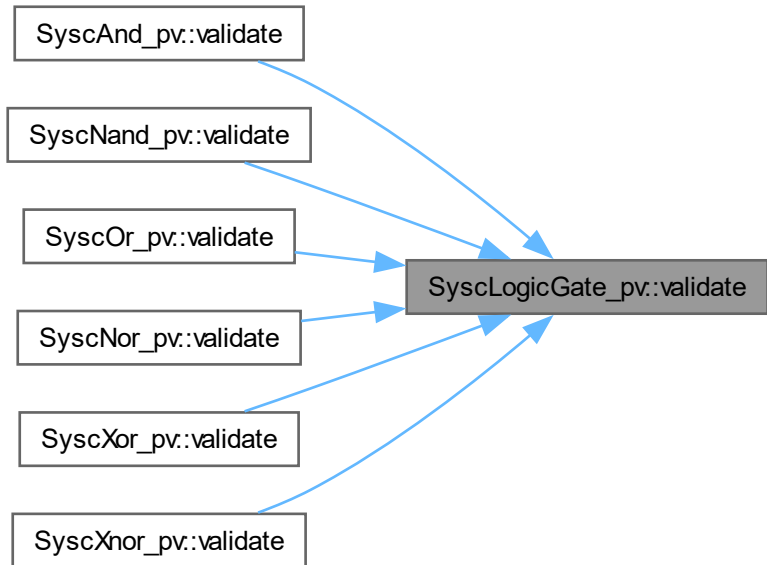 SyscAnd_pv::validate
SyscNand_pv::validate
SyscOr_pv::validate
SyscLogicGate_pv::validate
SyscNor_pv::validate
SyscXor_pv::validate
SyscXnor_pv::validate